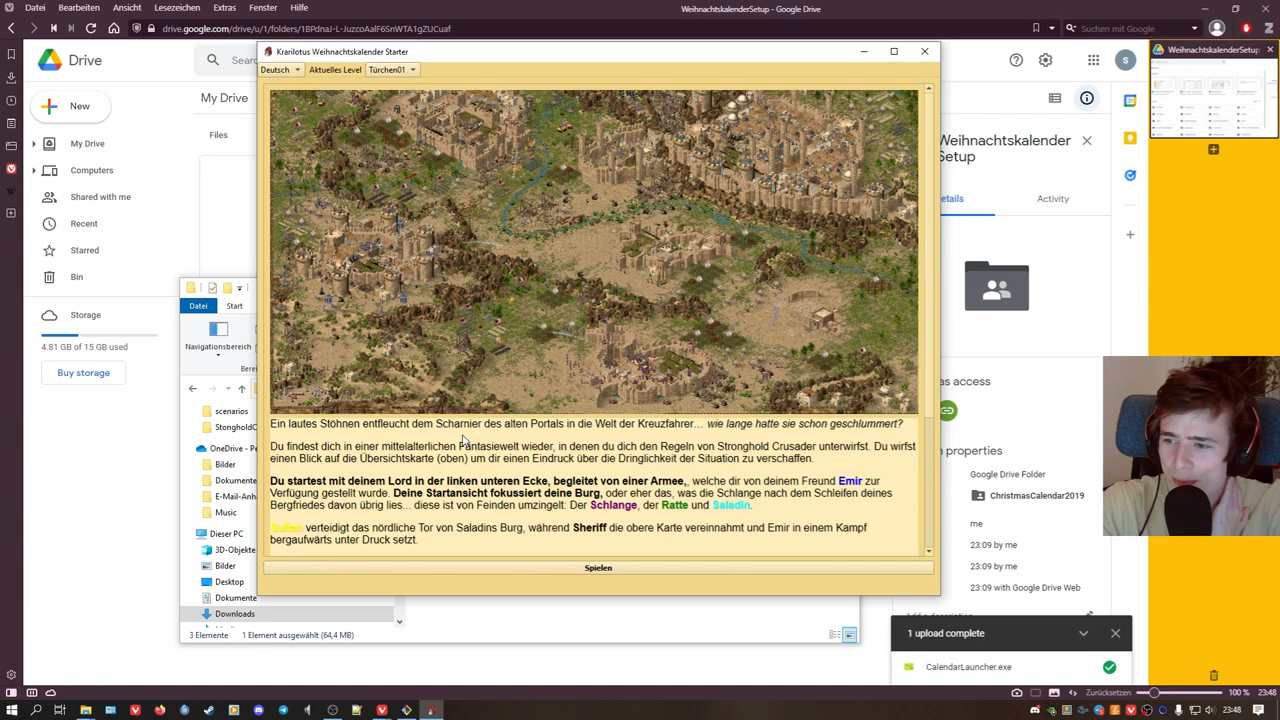 Datei Bearbeiten Ansicht Lesezeichen Extras Fenster Hilfe
WeihnachtskalenderSetup - Google Drive
drive.google.com/drive/u/1/folders/
Suchen mit Google
Drive
New
My Drive
Computers
Shared with me
Recent
Starred
Bin
Storage
4.81 GB of 15 GB used
Buy storage
My Drive
Files
Krarilotus Weihnachtskalender Starter
Deutsch Aktuelles Level Türchen01
Ein lautes Stöhnen entfleucht dem Scharnier des alten Portals in die Welt der Kreuzfahrer... wie lange hatte sie schon geschlummert?
Du findest dich in einer mittelalterlichen Fantasiewelt wieder, in denen du dich den Regeln von Stronghold Crusader unterwirfst. Du wirfst
einen Blick auf die Übersichtskarte (oben) um dir einen Eindruck über die Dringlichkeit der Situation zu verschaffen.
Du startest mit deinem Lord in der linken unteren Ecke, begleitet von einer Armee,, welche dir von deinem Freund Emir zur
Verfügung gestellt wurde. Deine Startansicht fokussiert deine Burg, oder eher das, was die Schlange nach dem Schleifen deines
Bergfriedes davon übrig lies... diese ist von Feinden umzingelt: Der Schlange, der Ratte und Saladin.
Sultan verteidigt das nördliche Tor von Saladins Burg, während Sheriff die obere Karte vereinnahmt und Emir in einem Kampf
bergaufwärts unter Druck setzt.
Spielen
Datei Start
Navigationsbereich
scenarios
OneDrive - Pe
Bilder
Dokumente
E-Mail-Anhä
Music
Dieser PC
3D-Objekte
Bilder
Desktop
Dokumente
Downloads
Musik
3 Elemente 1 Element ausgewählt (64,4 MB)
Weihnachtskalender
Setup
etails Activity
as access
n properties
Google Drive Folder
ChristmasCalendar2019
me
23:09 by me
23:09 by me
23:09 with Google Drive Web
1 upload complete
CalendarLauncher.exe
WeihnachtskalenderSetup
S
Zurücksetzen 100 % 23:48
23:48